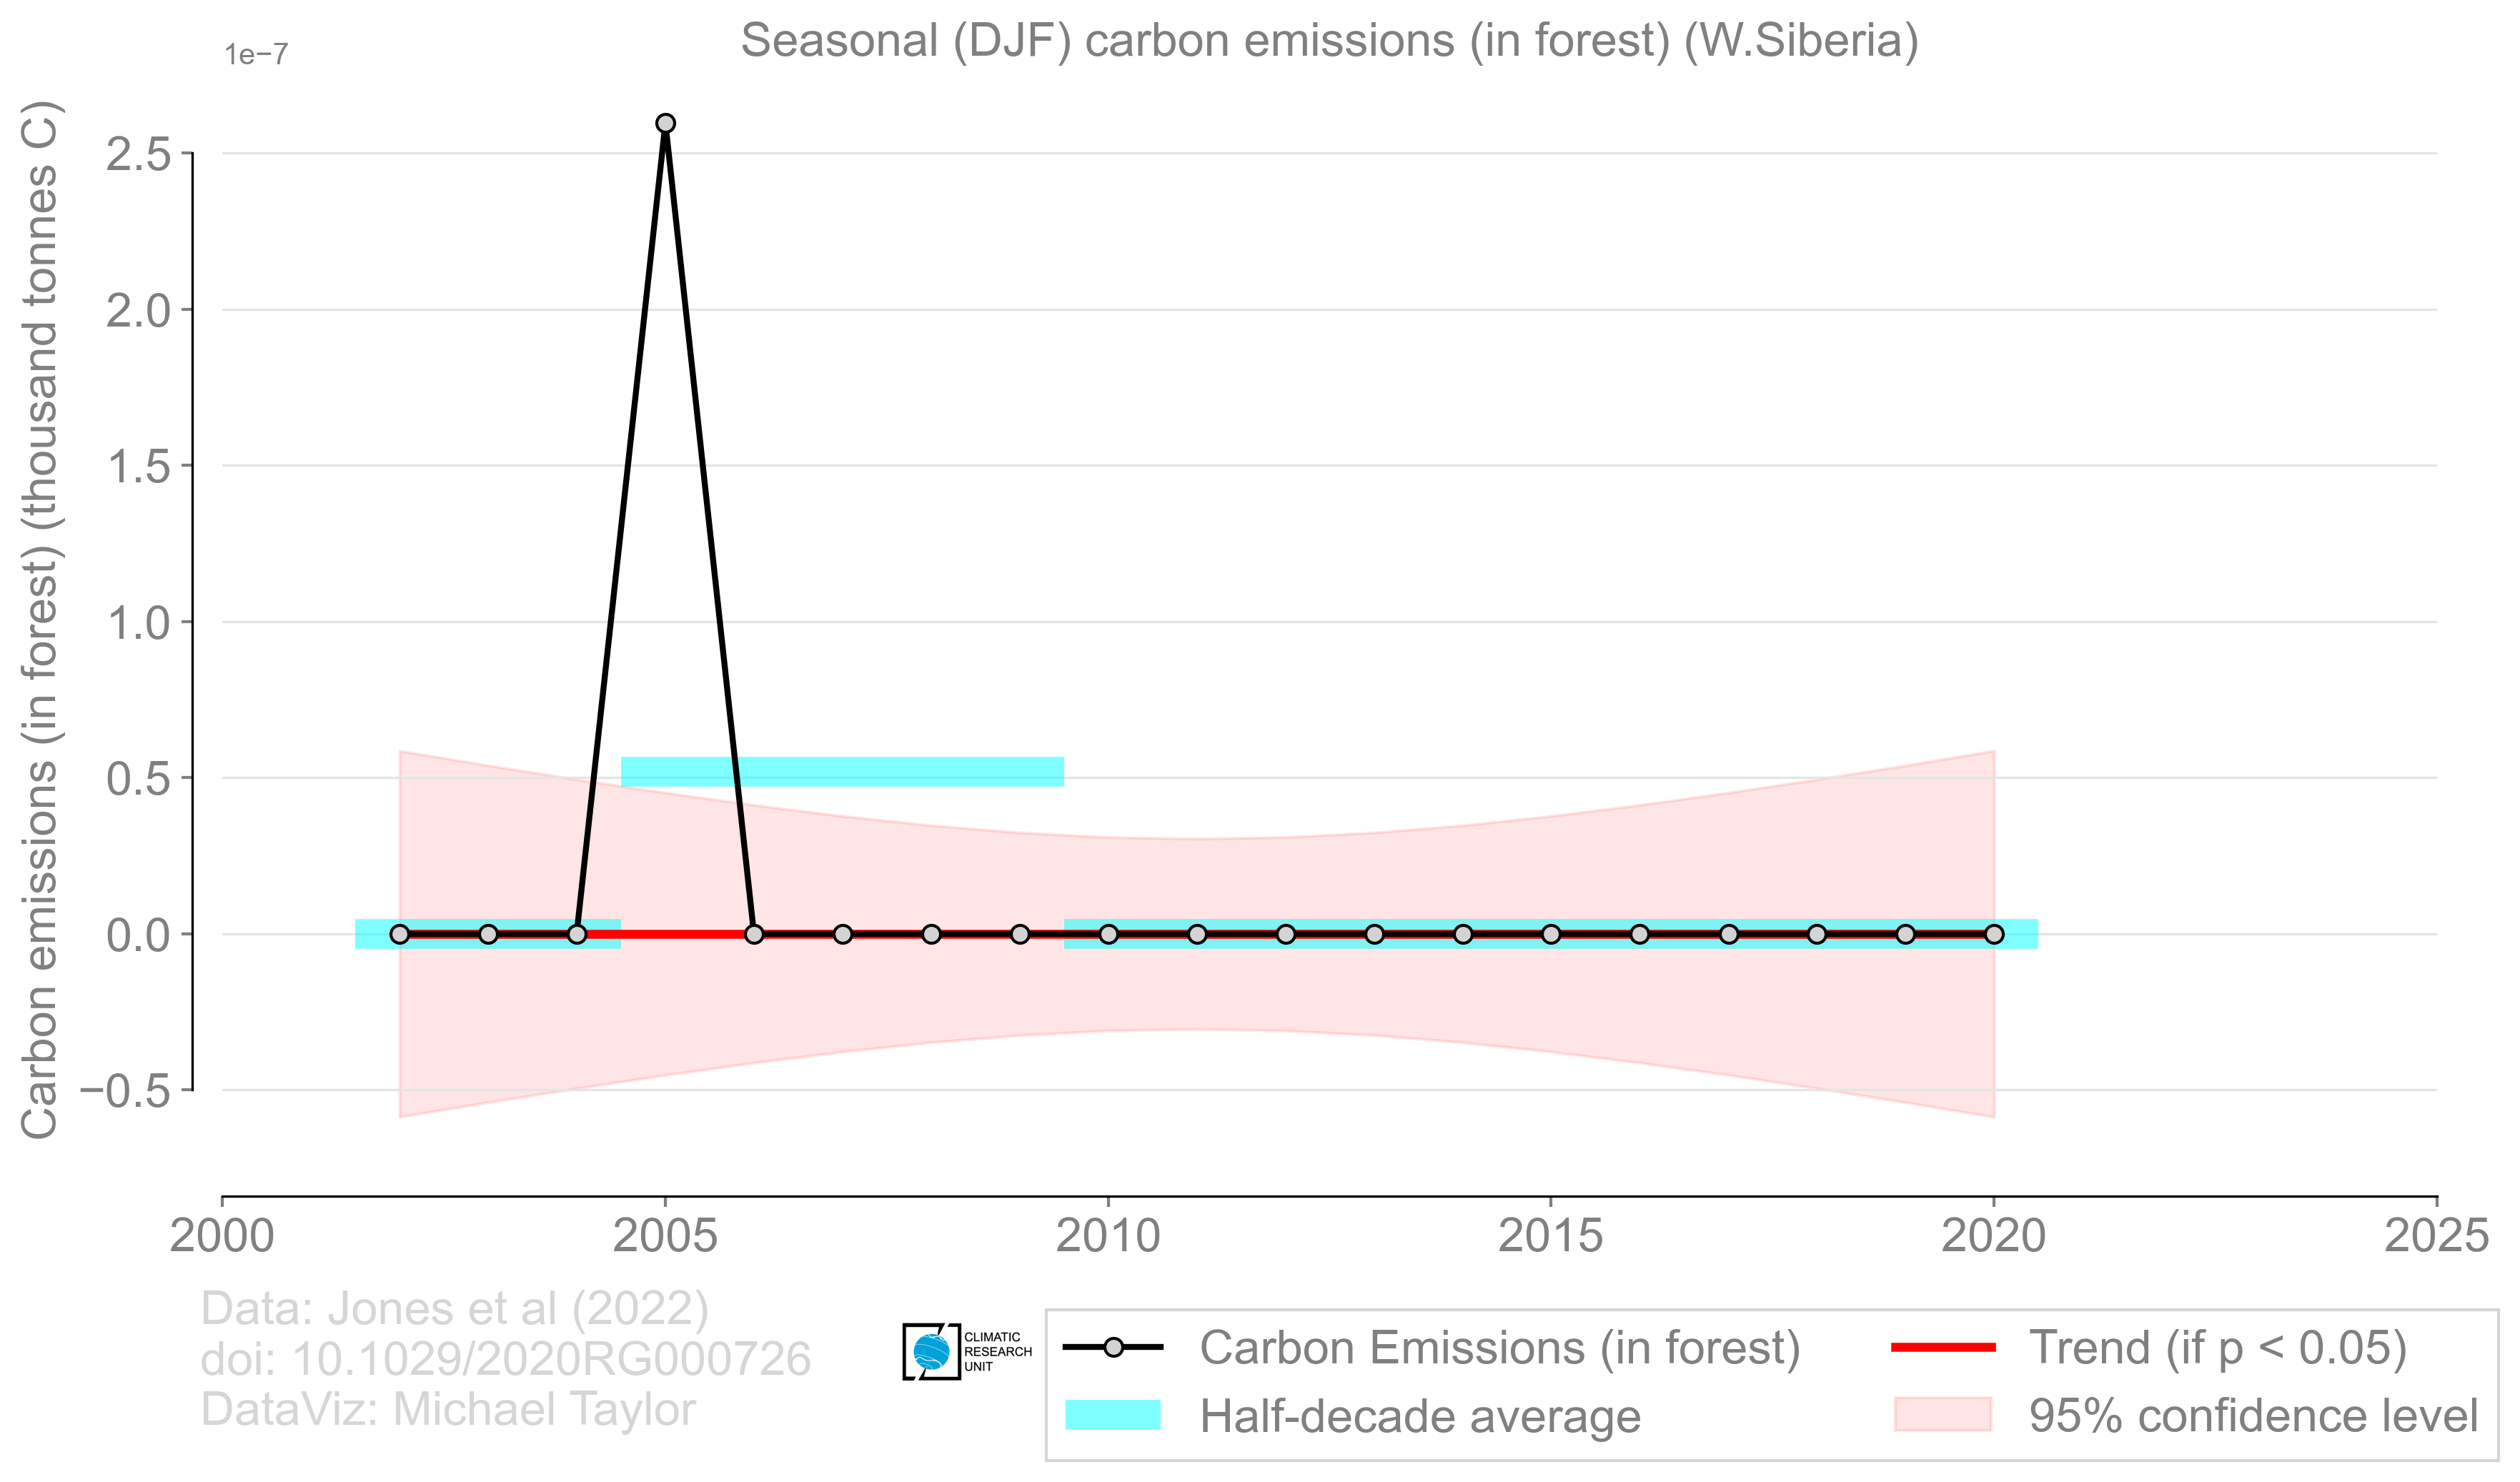 Seasonal (DJF) carbon emissions (in forest) (W.Siberia)
1e−7
Carbon emissions (in forest) (thousand tonnes C)
2.5
2.0
1.5
1.0
0.5
0.0
−0.5
2000 2005 2010 2015 2020 2025
Data: Jones et al (2022)
doi: 10.1029/2020RG000726
DataViz: Michael Taylor
CLIMATIC
RESEARCH
UNIT
Carbon Emissions (in forest)
Half-decade average
Trend (if p < 0.05)
95% confidence level